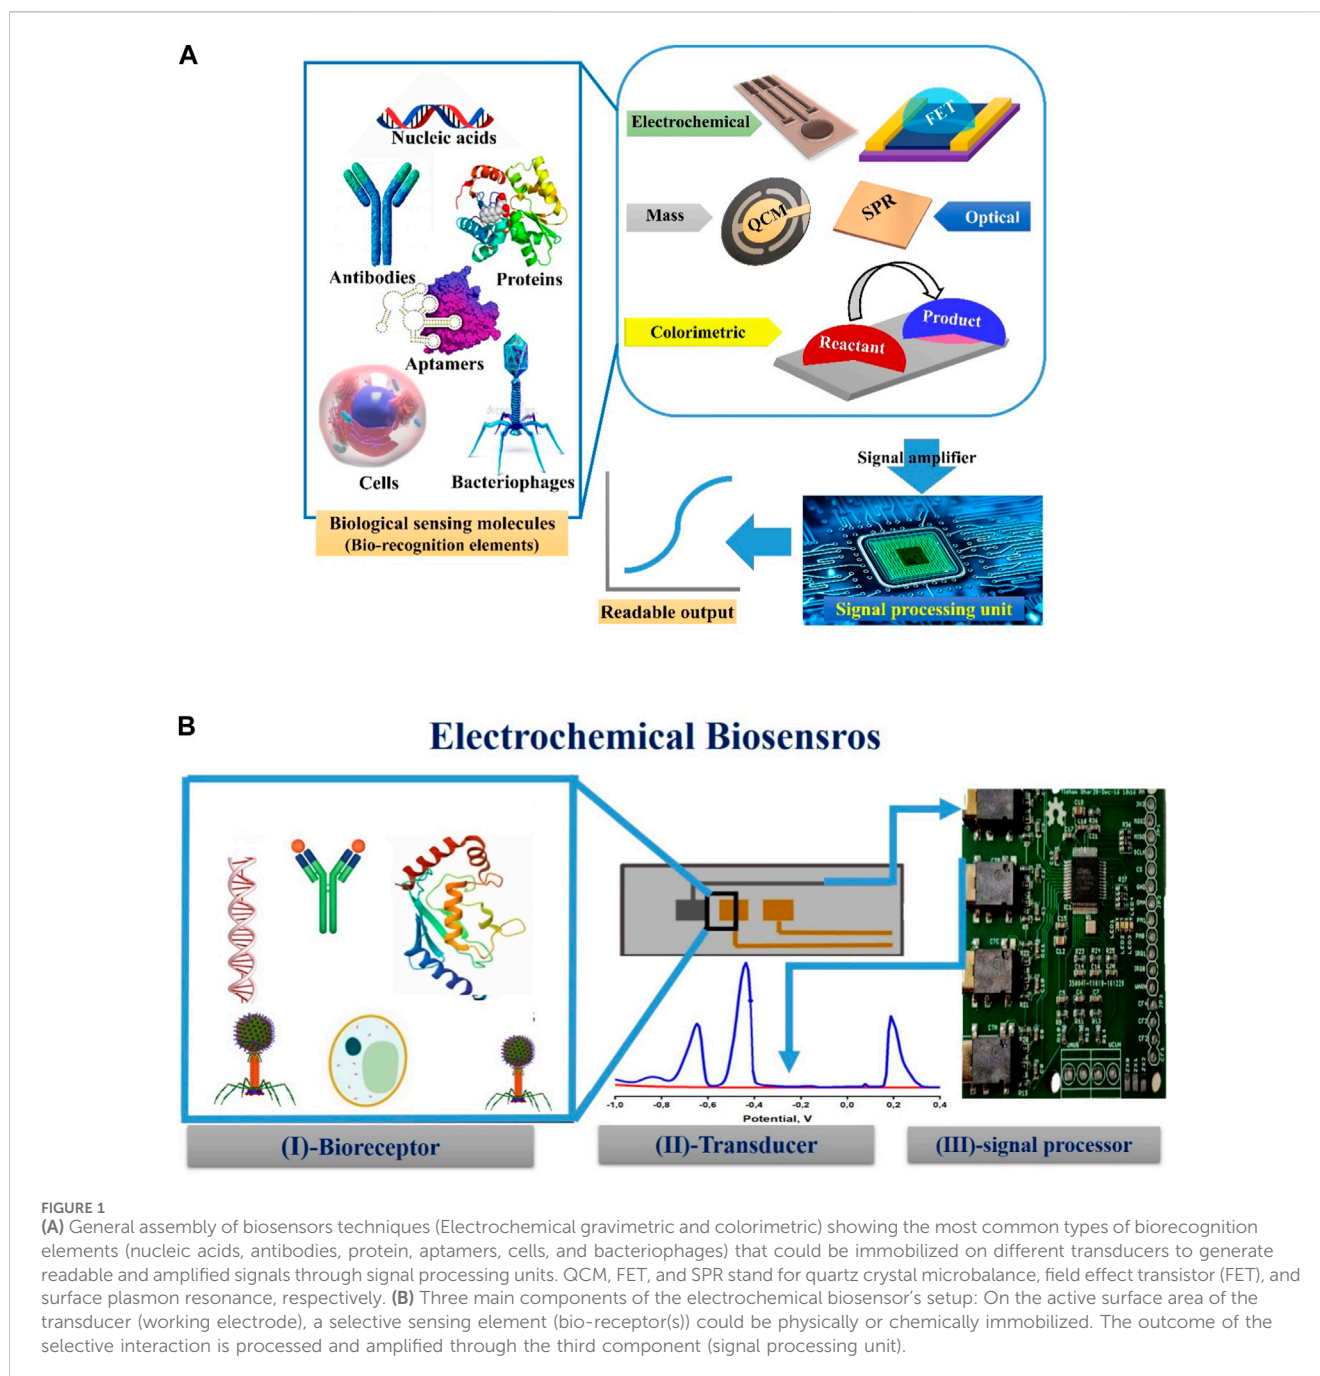 A
Nucleic acids
Antibodies
Proteins
Aptamers
Cells
Bacteriophages
Biological sensing molecules
(Bio-recognition elements)
Electrochemical
FET
Mass
QCM
SPR
Optical
Colorimetric
Reactant
Product
Signal amplifier
Signal processing unit
Readable output
B
Electrochemical Biosensros
-1,0
-0,8
-0,6
-0,4
-0,2
0,0
0,2
0,4
Potential, V
(I)-Bioreceptor
(II)-Transducer
(III)-signal processor
FIGURE 1
(A) General assembly of biosensors techniques (Electrochemical gravimetric and colorimetric) showing the most common types of biorecognition
elements (nucleic acids, antibodies, protein, aptamers, cells, and bacteriophages) that could be immobilized on different transducers to generate
readable and amplified signals through signal processing units. QCM, FET, and SPR stand for quartz crystal microbalance, field effect transistor (FET), and
surface plasmon resonance, respectively. (B) Three main components of the electrochemical biosensor's setup: On the active surface area of the
transducer (working electrode), a selective sensing element (bio-receptor(s)) could be physically or chemically immobilized. The outcome of the
selective interaction is processed and amplified through the third component (signal processing unit).